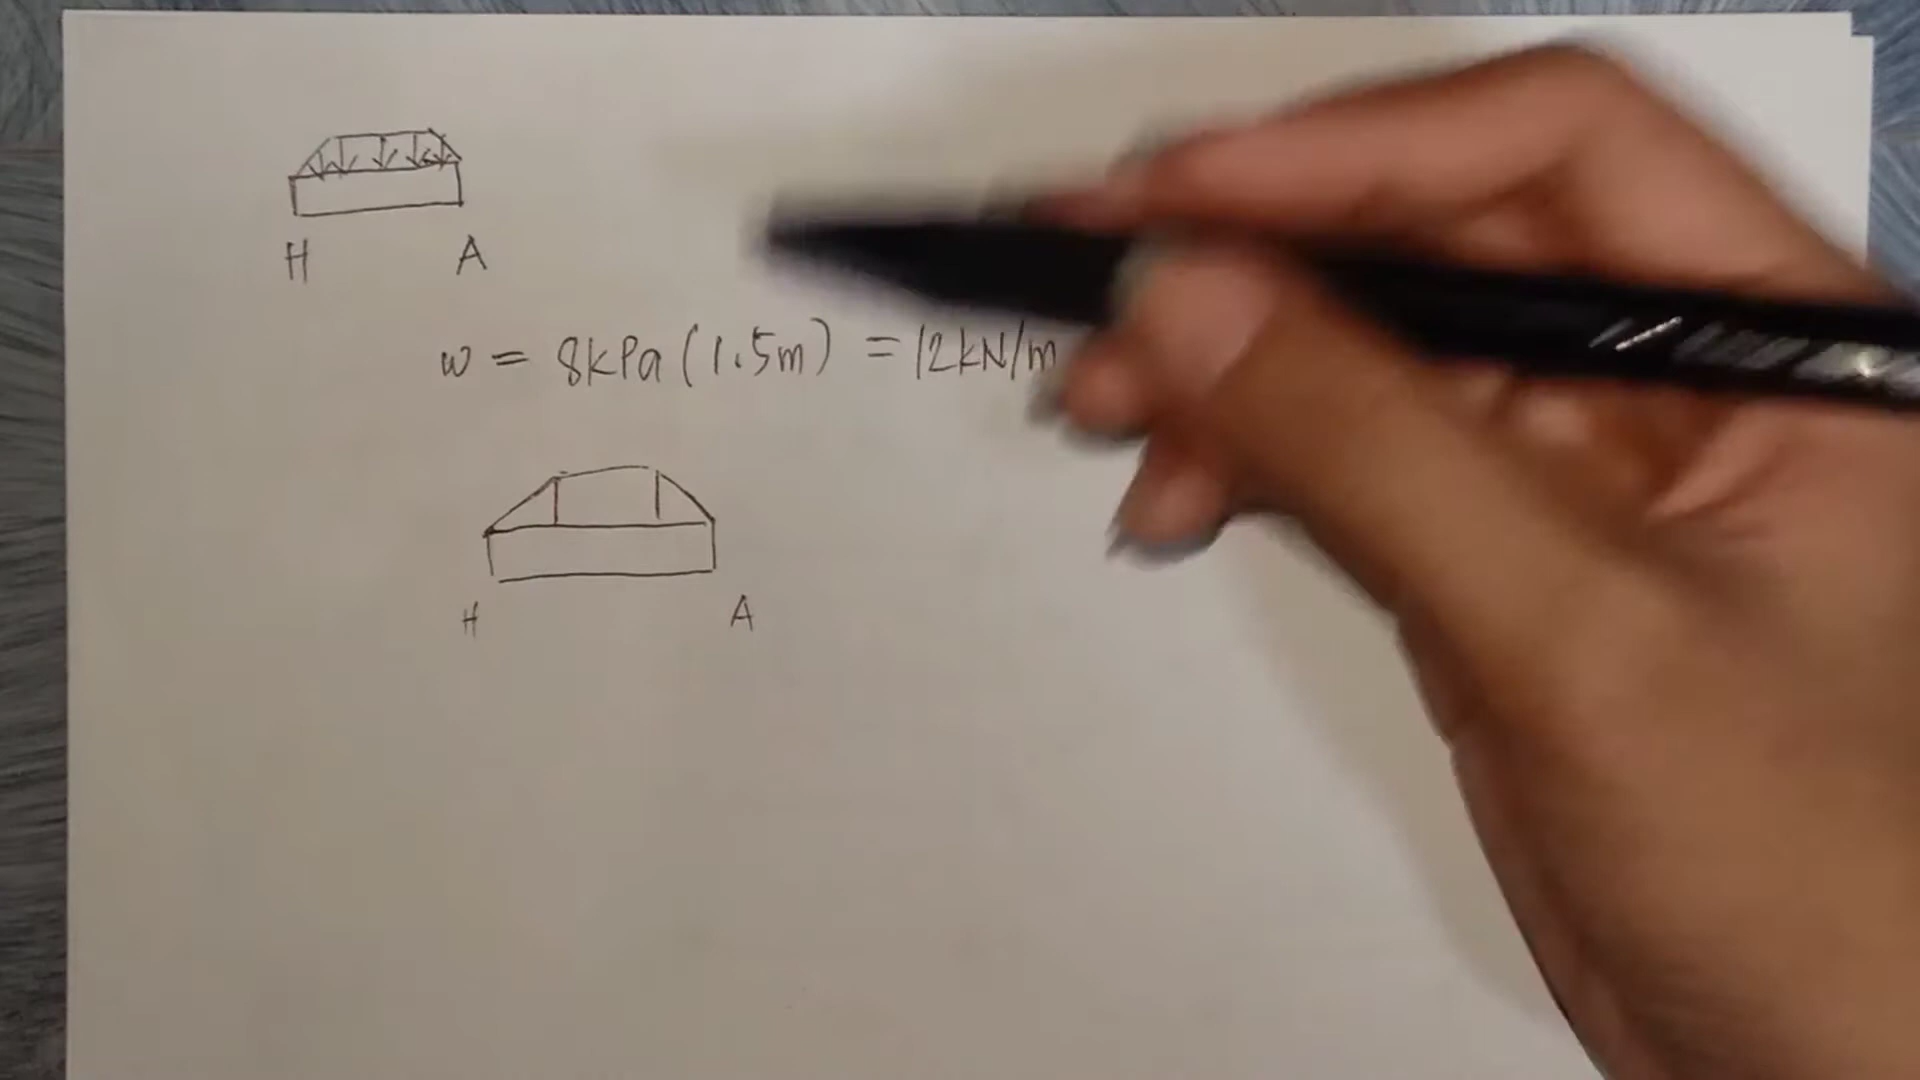 H A
w = 8kPa (1.5m) = 12kN/m
H A